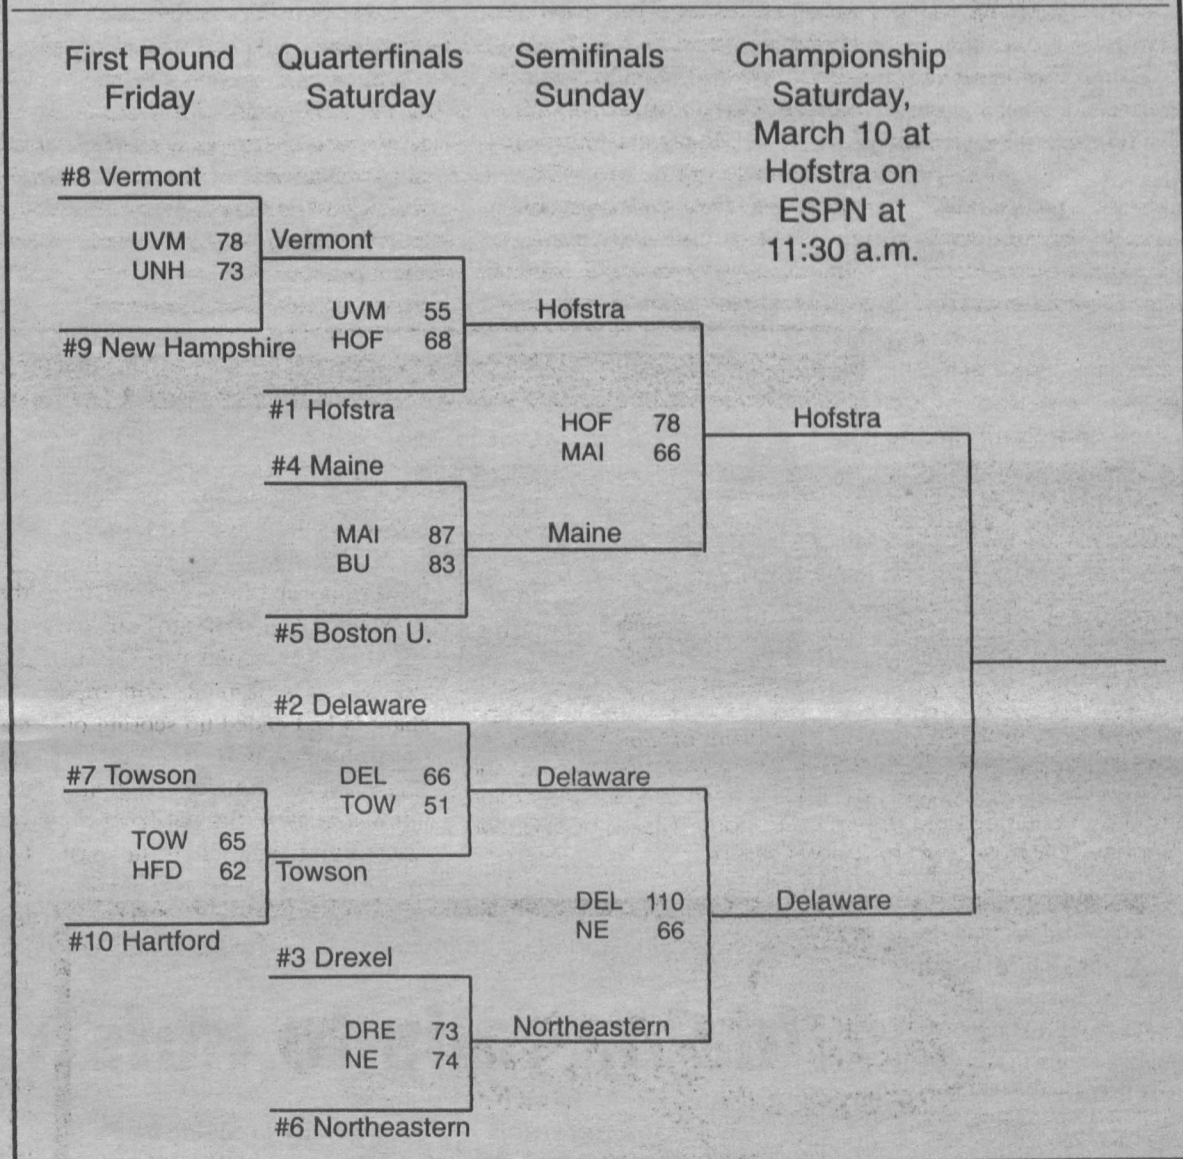 First Round
Friday
Quarterfinals
Saturday
Semifinals
Sunday
Championship
Saturday,
March 10 at
Hofstra on
ESPN at
11:30 a.m.
#8 Vermont
UVM 78
UNH 73
#9 New Hampshire
Vermont
UVM 55
HOF 68
#1 Hofstra
Hofstra
#4 Maine
MAI 87
BU 83
#5 Boston U.
Maine
HOF 78
MAI 66
Hofstra
#2 Delaware
#7 Towson
TOW 65
HFD 62
#10 Hartford
DEL 66
TOW 51
Towson
Delaware
#3 Drexel
DRE 73
NE 74
#6 Northeastern
Northeastern
DEL 110
NE 66
Delaware